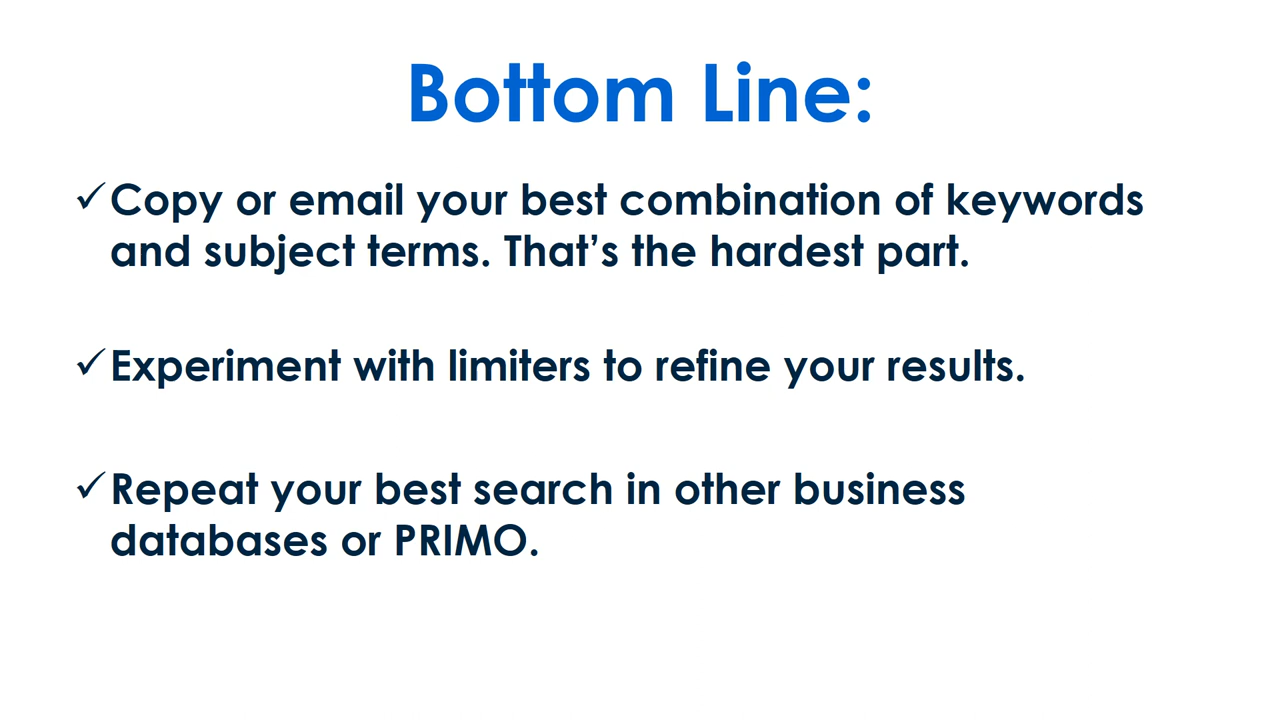 Bottom Line:
✓Copy or email your best combination of keywords
and subject terms. That’s the hardest part.
✓Experiment with limiters to refine your results.
✓Repeat your best search in other business
databases or PRIMO.